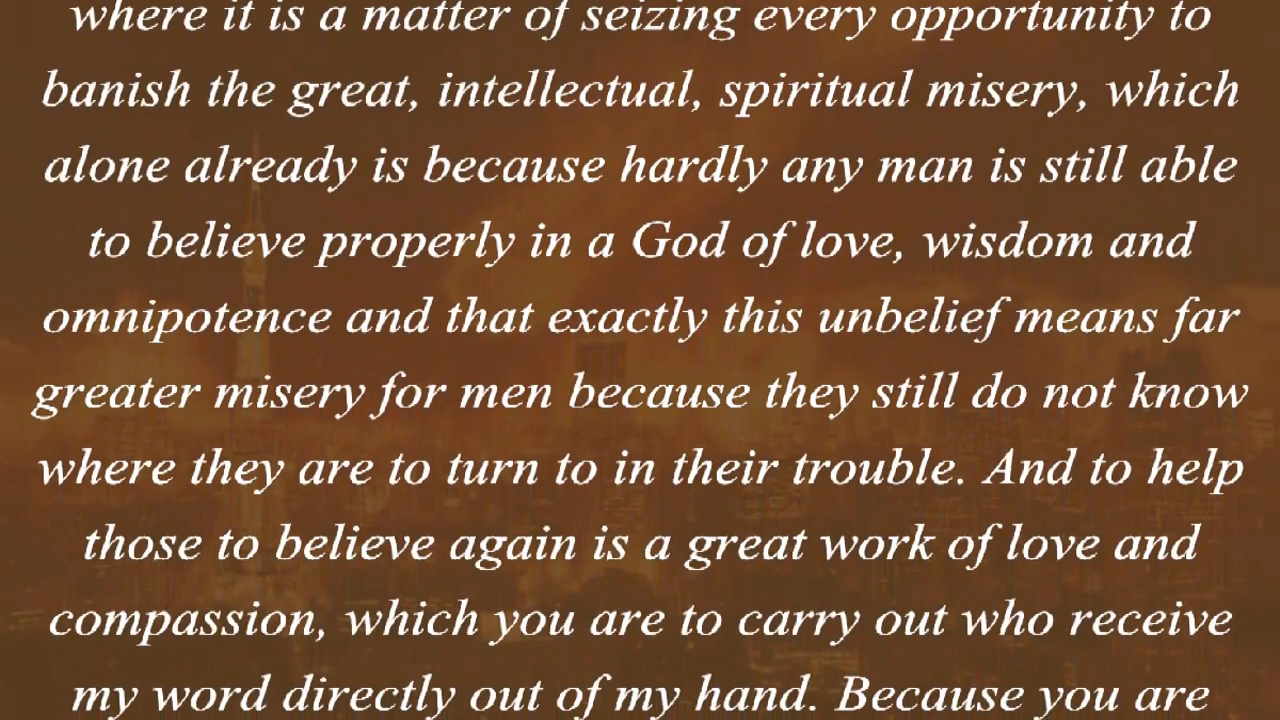 where it is a matter of seizing every opportunity to
banish the great, intellectual, spiritual misery, which
alone already is because hardly any man is still able
to believe properly in a God of love, wisdom and
omnipotence and that exactly this unbelief means far
greater misery for men because they still do not know
where they are to turn to in their trouble. And to help
those to believe again is a great work of love and
compassion, which you are to carry out who receive
my word directly out of my hand. Because you are